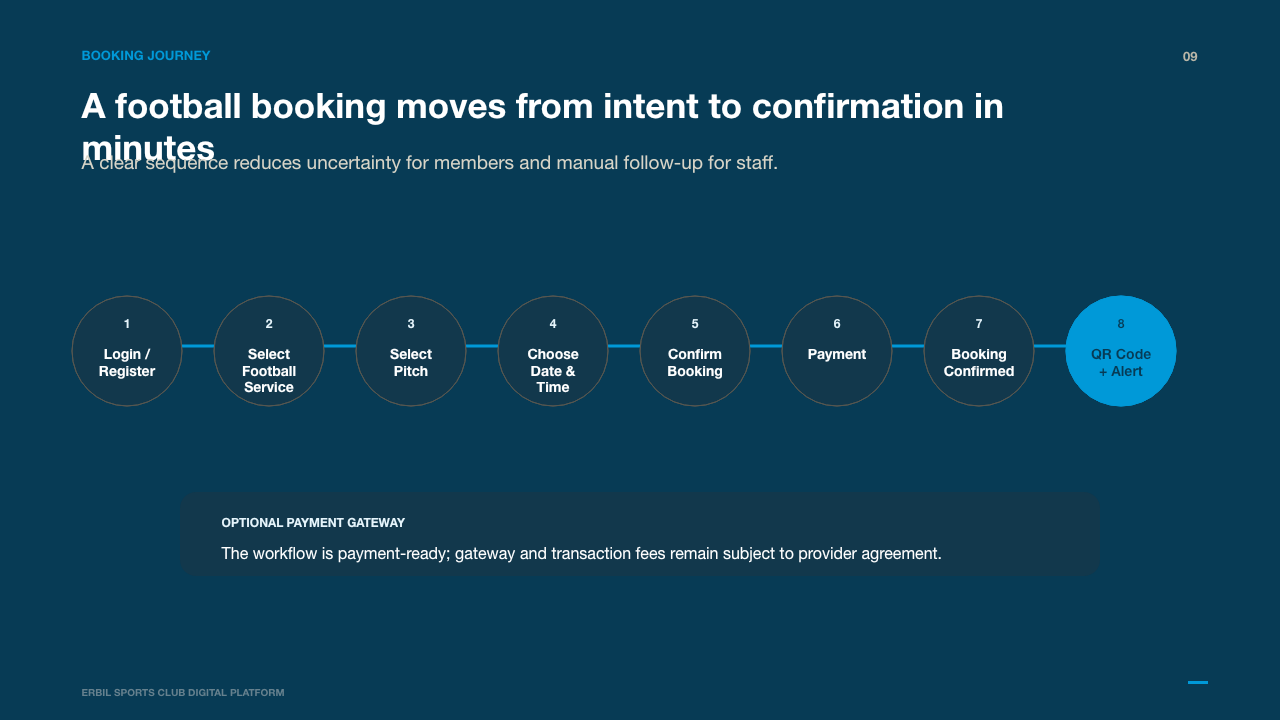 BOOKING JOURNEY
09
A football booking moves from intent to confirmation in
minutes
A clear sequence reduces uncertainty for members and manual follow-up for staff.
1
Login /
Register
2
Select
Football
Service
3
Select
Pitch
4
Choose
Date &
Time
5
Confirm
Booking
6
Payment
7
Booking
Confirmed
8
QR Code
+ Alert
OPTIONAL PAYMENT GATEWAY
The workflow is payment-ready; gateway and transaction fees remain subject to provider agreement.
ERBIL SPORTS CLUB DIGITAL PLATFORM